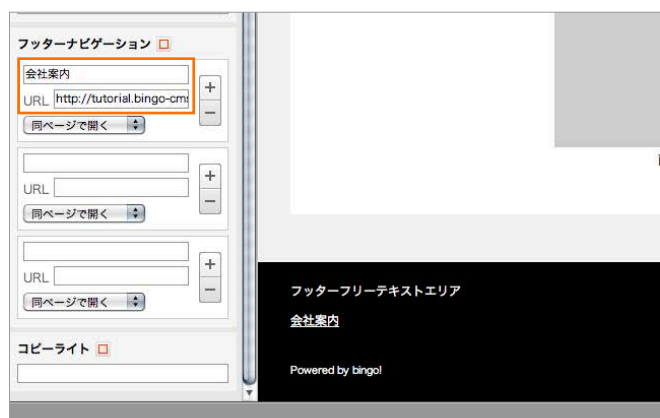 フッターナビゲーション
会社案内
URL http://tutorial.bingo-cms
同ページで開く
URL
同ページで開く
URL
同ページで開く
コピーライト
フッターフリーテキストエリア
会社案内
Powered by bingo!